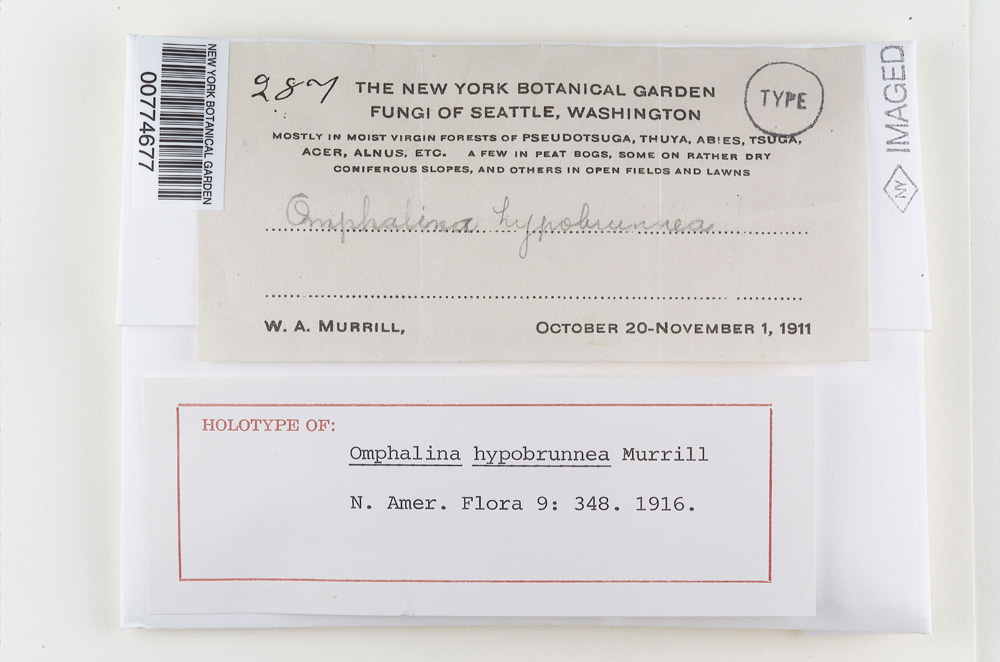 NEW YORK BOTANICAL GARDEN
00774677
287
THE NEW YORK BOTANICAL GARDEN
FUNGI OF SEATTLE, WASHINGTON
TYPE
MOSTLY IN MOIST VIRGIN FORESTS OF PSEUDOTSUGA, THUYA, ABIES, TSUGA,
ACER, ALNUS, ETC. A FEW IN PEAT BOGS, SOME ON RATHER DRY
CONIFEROUS SLOPES, AND OTHERS IN OPEN FIELDS AND LAWNS
Omphalina hypobrunnea
W. A. MURRILL, OCTOBER 20-NOVEMBER 1, 1911
IMAGED
NY
HOLOTYPE OF:
Omphalina hypobrunnea Murrill
N. Amer. Flora 9: 348. 1916.